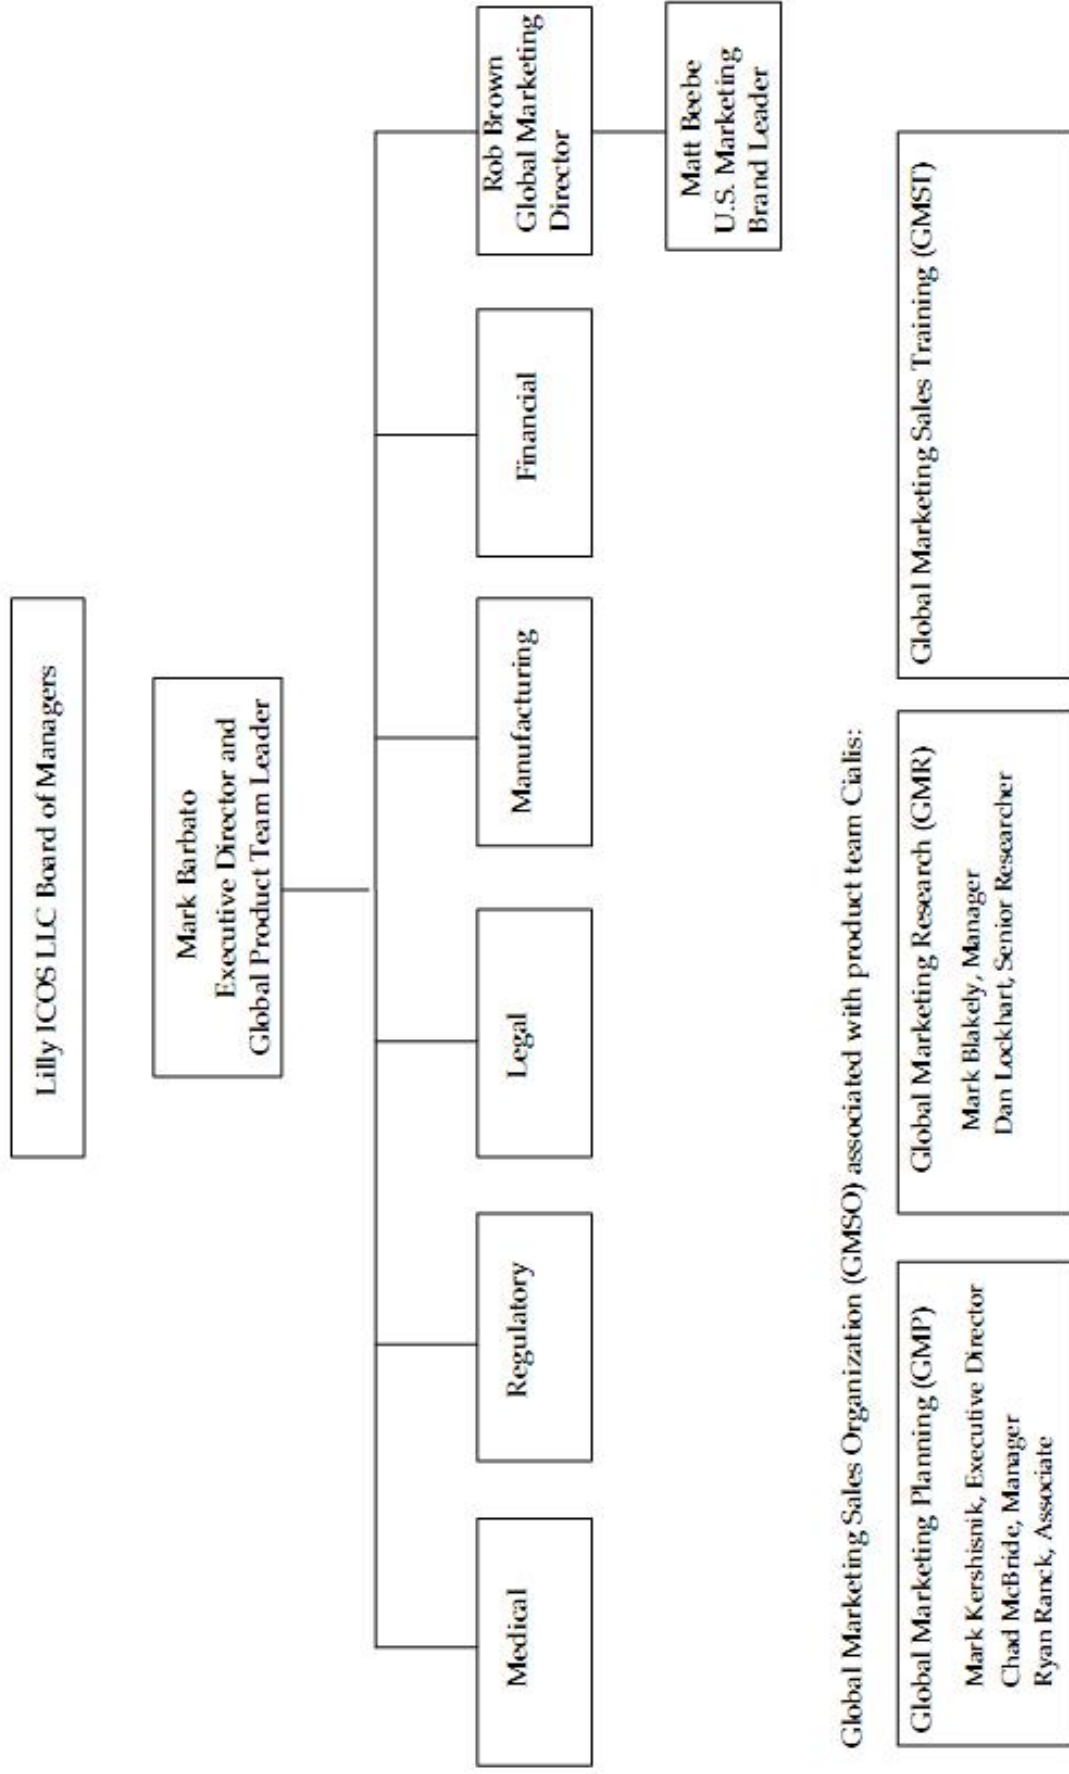 Lilly ICOS LLC Board of Managers
Mark Barbato
Executive Director and
Global Product Team Leader
Medical
Regulatory
Legal
Manufacturing
Financial
Rob Brown
Global Marketing
Director
Matt Beebe
U.S. Marketing
Brand Leader
Global Marketing Sales Organization (GMSO) associated with product team Cialis:
Global Marketing Planning (GMP)
Mark Kershisnik, Executive Director
Chad McBride, Manager
Ryan Ranck, Associate
Global Marketing Research (GMR)
Mark Blakely, Manager
Dan Lockhart, Senior Researcher
Global Marketing Sales Training (GMST)